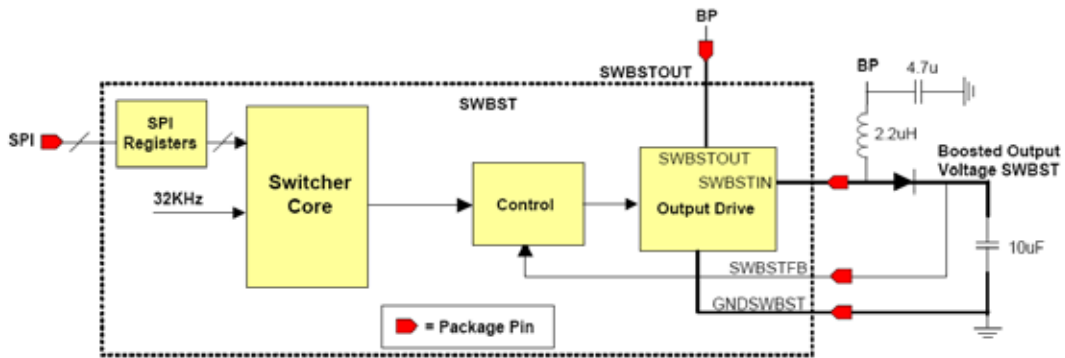 BP
SWBSTOUT
BP
4.7u
SWBST
SPI
SPI
Registers
2.2uH
Switcher
Core
Boosted Output
Voltage SWBST
SWBSTOUT
SWBSTIN
Output Drive
32KHz
Control
10uF
SWBSTFB
GNDSWBST
= Package Pin